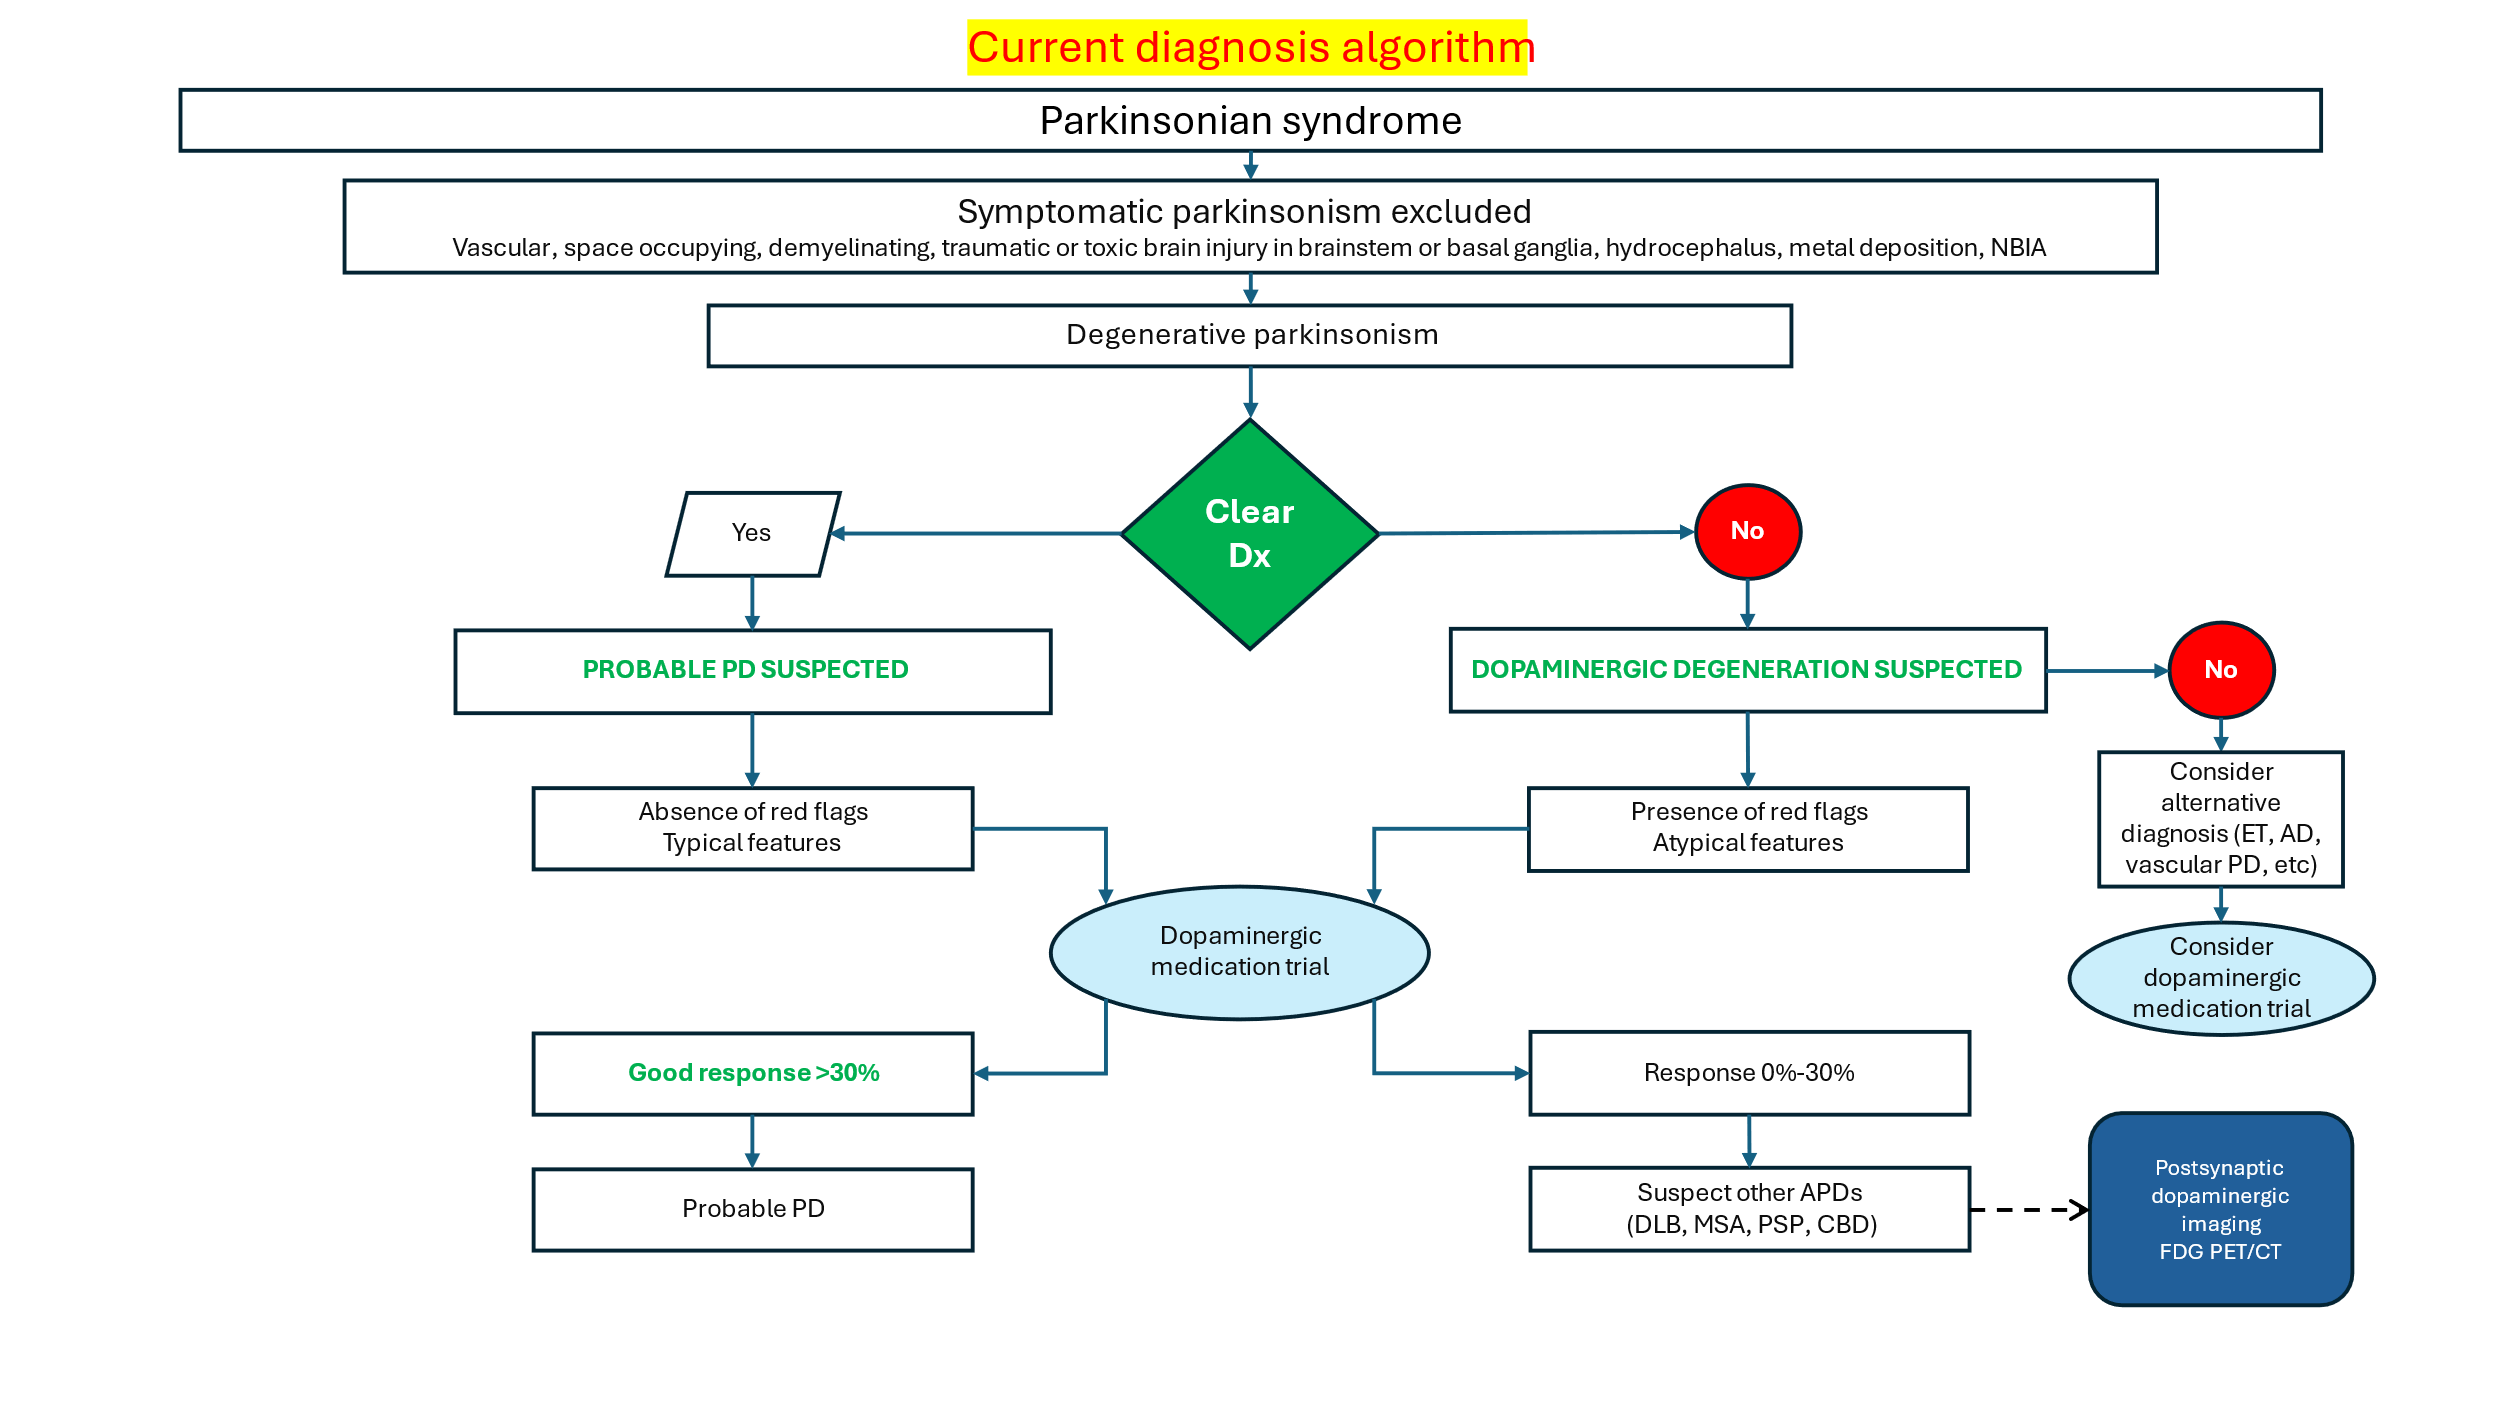 Current diagnosis algorithm
Parkinsonian syndrome
Symptomatic parkinsonism excluded
Vascular, space occupying, demyelinating, traumatic or toxic brain injury in brainstem or basal ganglia, hydrocephalus, metal deposition, NBIA
Degenerative parkinsonism
Clear
Dx
Yes
No
PROBABLE PD SUSPECTED
DOPAMINERGIC DEGENERATION SUSPECTED
No
Absence of red flags
Typical features
Presence of red flags
Atypical features
Consider
alternative
diagnosis (ET, AD,
vascular PD, etc)
Dopaminergic
medication trial
Consider
dopaminergic
medication trial
Good response >30%
Response 0%-30%
Probable PD
Suspect other APDs
(DLB, MSA, PSP, CBD)
Postsynaptic
dopaminergic
imaging
FDG PET/CT